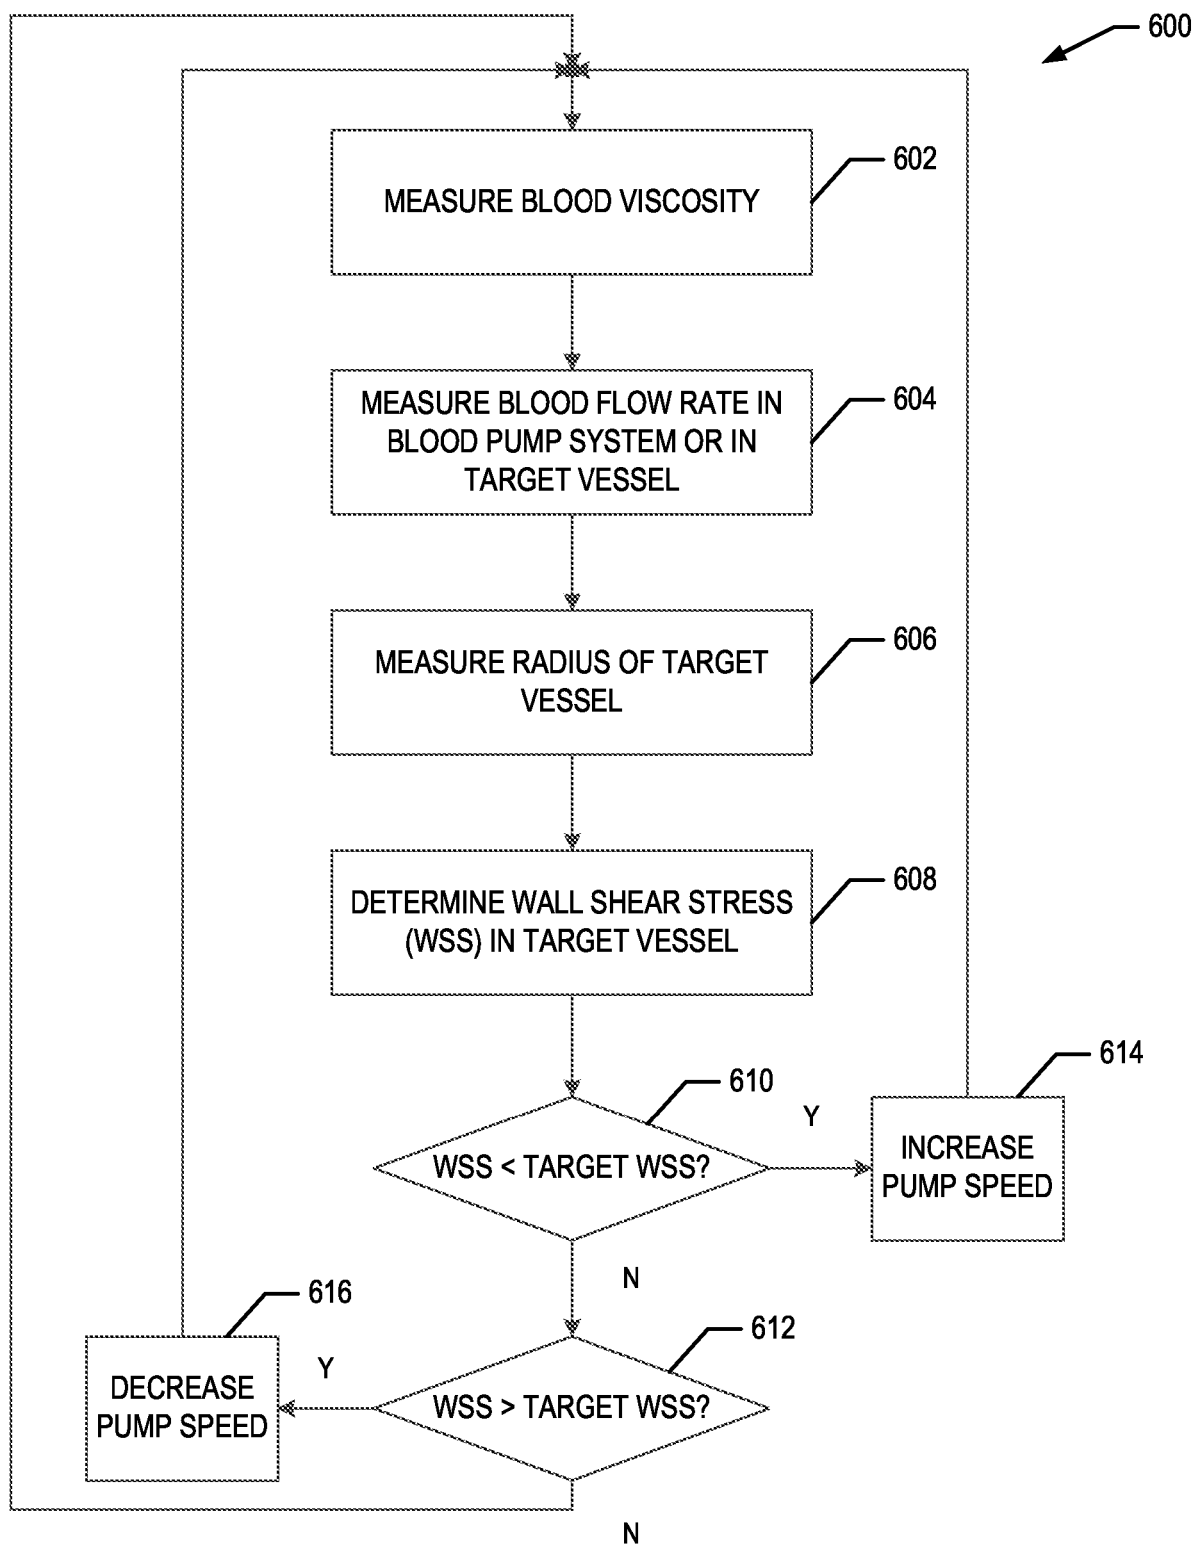 600
602
MEASURE BLOOD VISCOSITY
604
MEASURE BLOOD FLOW RATE IN
BLOOD PUMP SYSTEM OR IN
TARGET VESSEL
606
MEASURE RADIUS OF TARGET
VESSEL
608
DETERMINE WALL SHEAR STRESS
(WSS) IN TARGET VESSEL
610
614
Y
WSS < TARGET WSS?
INCREASE
PUMP SPEED
N
616
612
Y
WSS > TARGET WSS?
DECREASE
PUMP SPEED
N